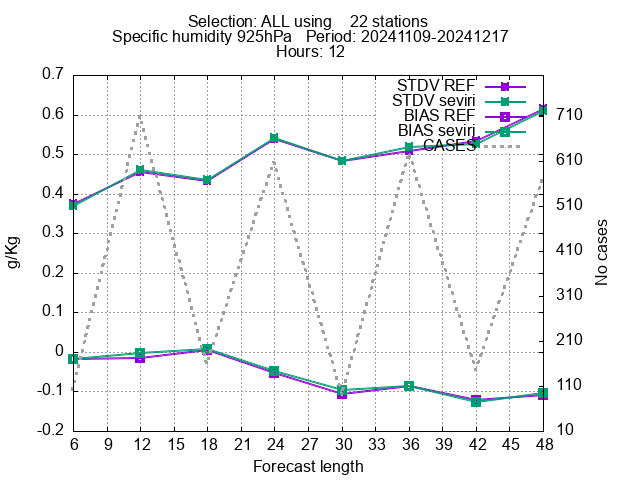 Selection: ALL using    22 stations
Specific humidity 925hPa   Period: 20241109-20241217
Hours: 12
0.7
0.6
0.5
0.4
0.3
0.2
0.1
0
-0.1
-0.2
g/Kg
STDV REF
STDV seviri
BIAS REF
BIAS seviri
CASES
710
610
510
410
310
210
110
10
No cases
6 9 12 15 18 21 24 27 30 33 36 39 42 45 48
Forecast length